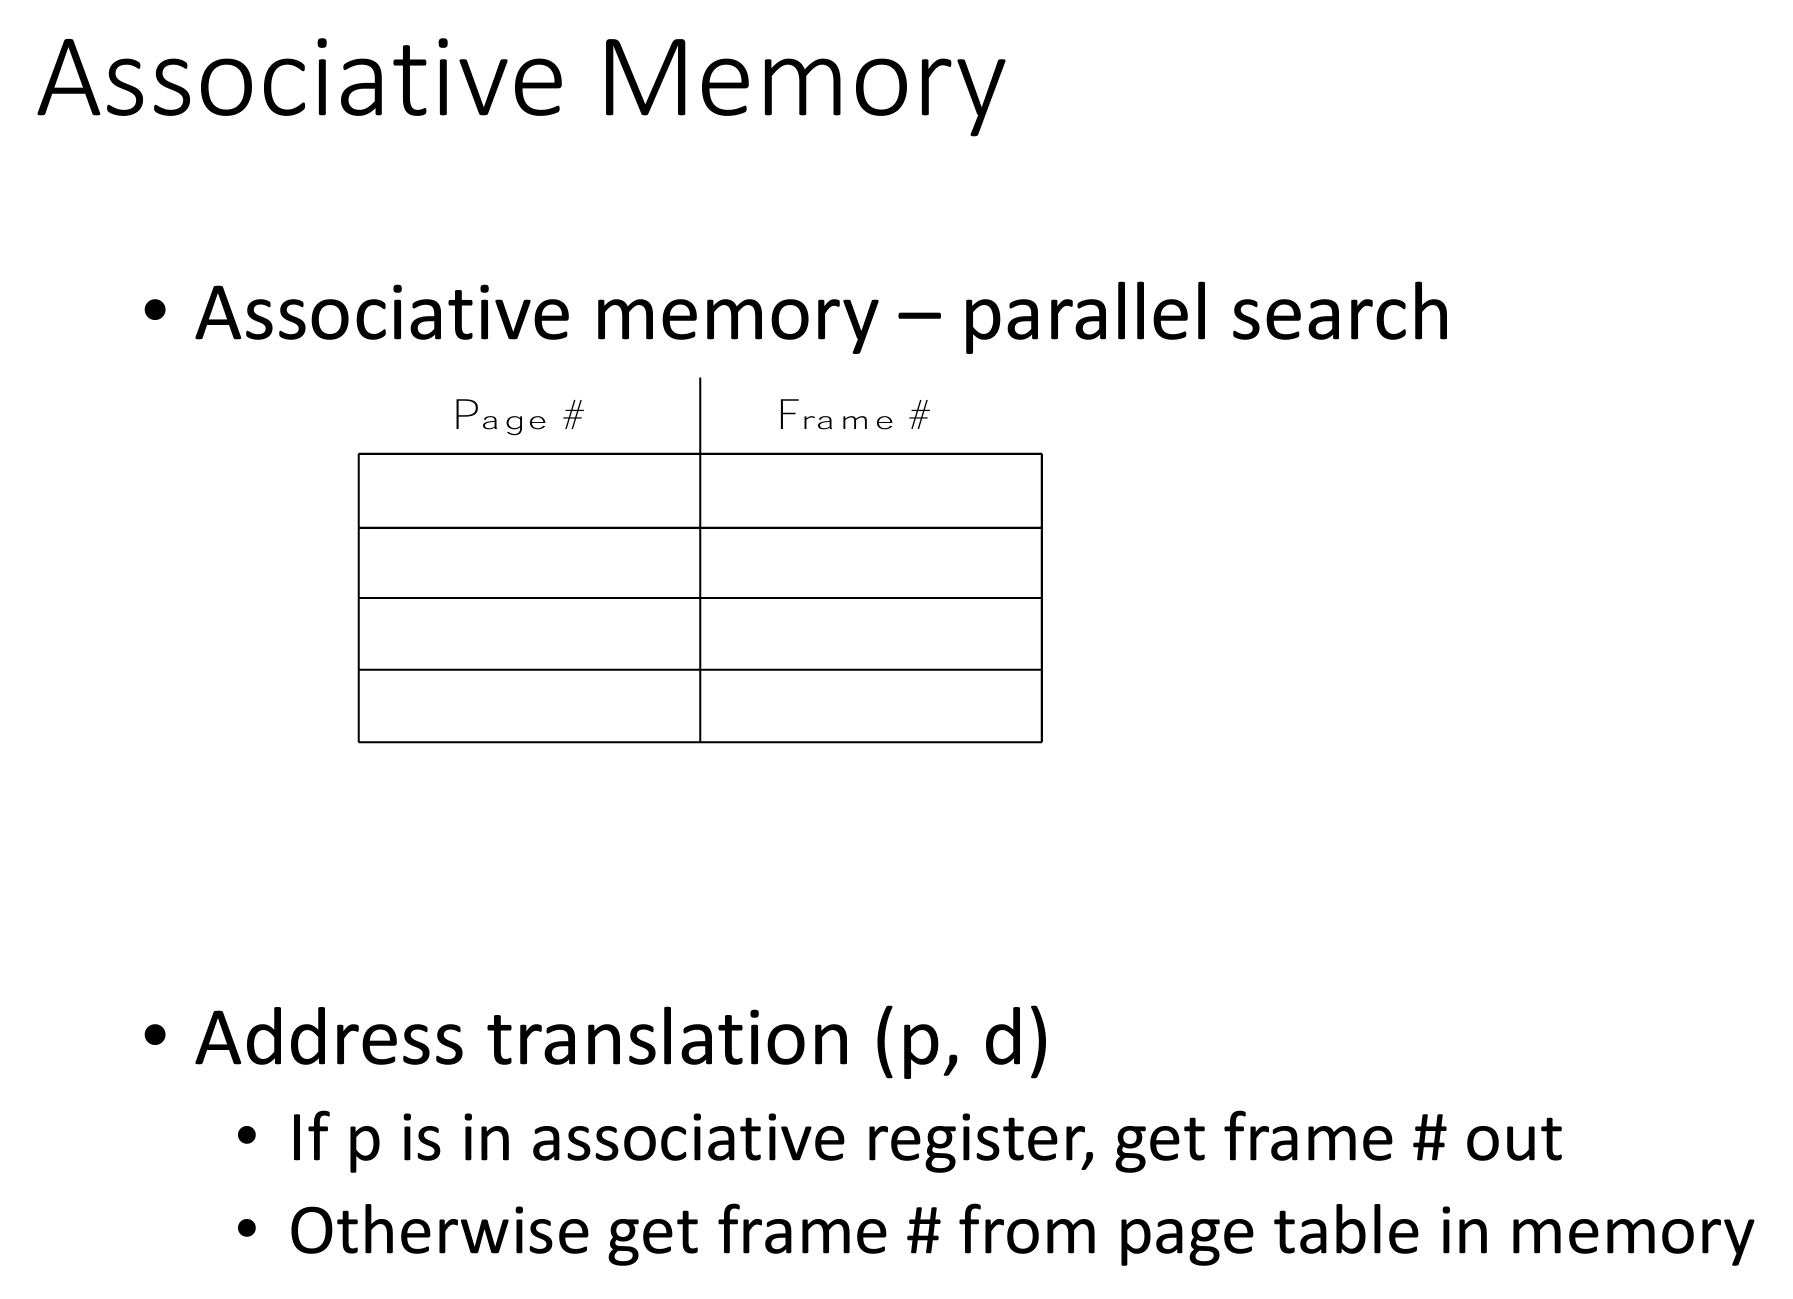 Associative Memory
• Associative memory – parallel search
Page # Frame #
• Address translation (p, d)
• If p is in associative register, get frame # out
• Otherwise get frame # from page table in memory